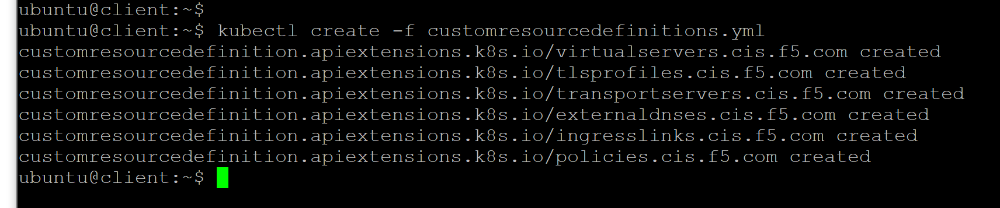 ubuntu@client:~$
ubuntu@client:~$ kubectl create -f customresourcedefinitions.yml
customresourcedefinition.apiextensions.k8s.io/virtualservers.cis.f5.com created
customresourcedefinition.apiextensions.k8s.io/tlsprofiles.cis.f5.com created
customresourcedefinition.apiextensions.k8s.io/transportservers.cis.f5.com created
customresourcedefinition.apiextensions.k8s.io/externaldnses.cis.f5.com created
customresourcedefinition.apiextensions.k8s.io/ingresslinks.cis.f5.com created
customresourcedefinition.apiextensions.k8s.io/policies.cis.f5.com created
ubuntu@client:~$